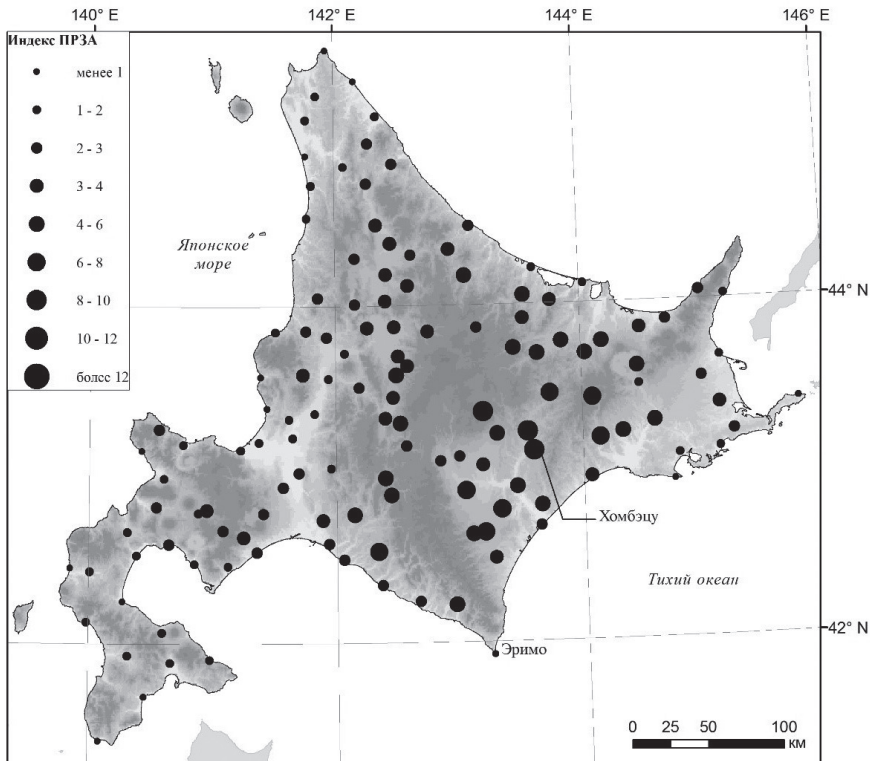 140° E 142° E 144° E 146° E
Индекс ПРЗА
менее 1
1 - 2
2 - 3
3 - 4
4 - 6
6 - 8
8 - 10
10 - 12
более 12
Японское
море
44° N
Хомбэцу
Тихий океан
42° N
Эримо
0 25 50 100
км